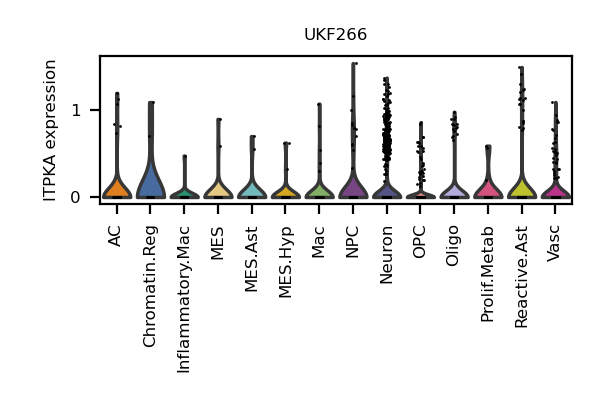 UKF266
ITPKA expression
1
0
AC
Chromatin.Reg
Inflammatory.Mac
MES
MES.Ast
MES.Hyp
Mac
NPC
Neuron
OPC
Oligo
Prolif.Metab
Reactive.Ast
Vasc